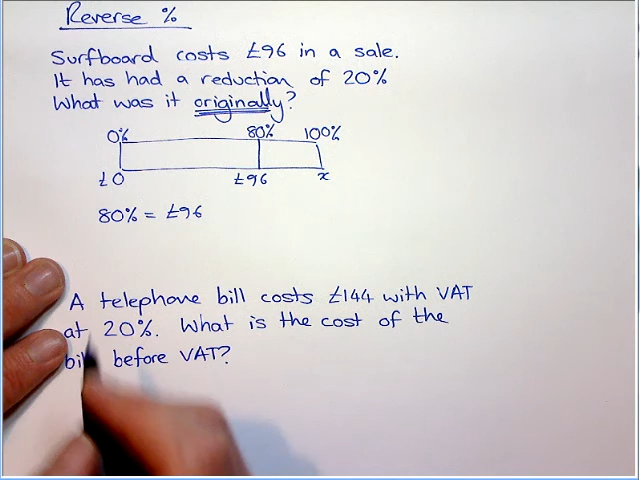 Reverse %
Surfboard costs £96 in a sale.
It has had a reduction of 20%
What was it originally?
0% 80% 100%
£0 £96 x
80% = £96
A telephone bill costs £144 with VAT
at 20%. What is the cost of the
bill before VAT?